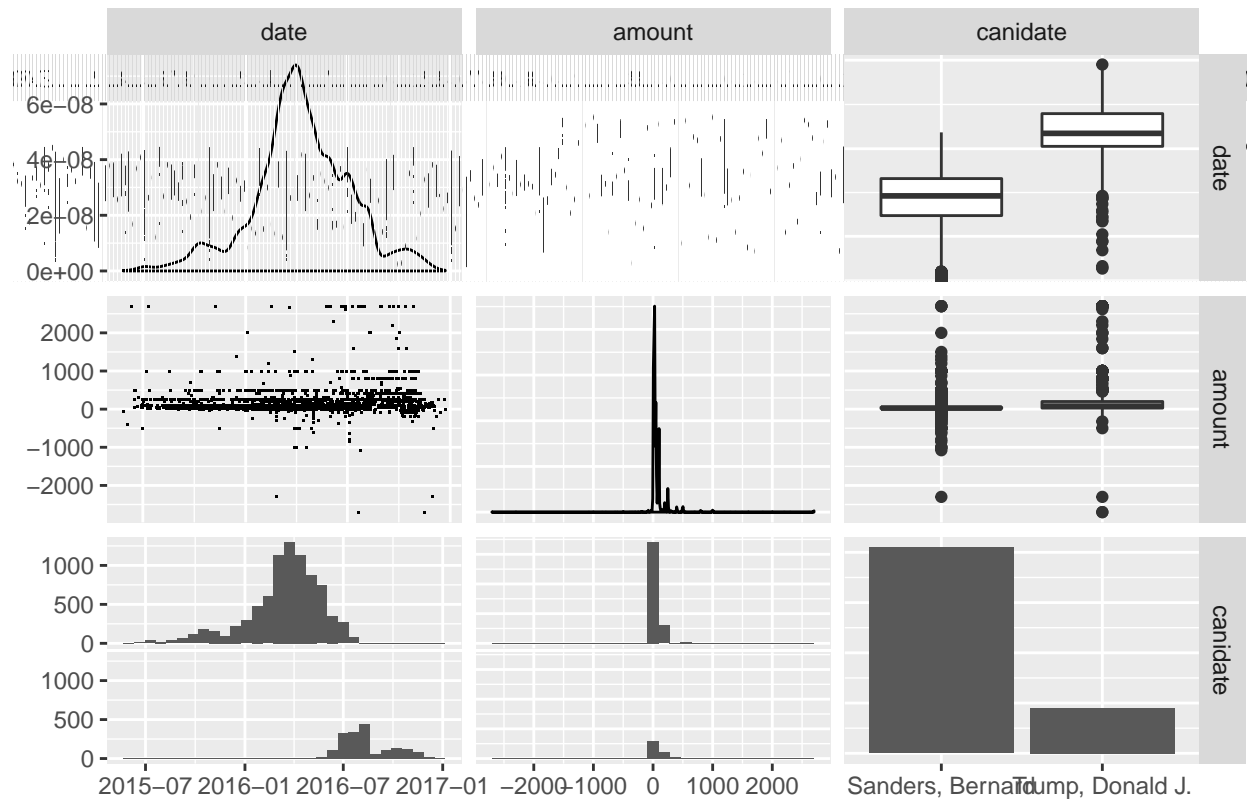 date amount canidate
6e−08
4e−08
2e−08
0e+00
date
2000
1000
0
−1000
−2000
amount
1000
500
0
1000
500
0
canidate
2015−07 2016−01 2016−07 2017−01 −2000 −1000 0 1000 2000 Sanders, Bernard Trump, Donald J.